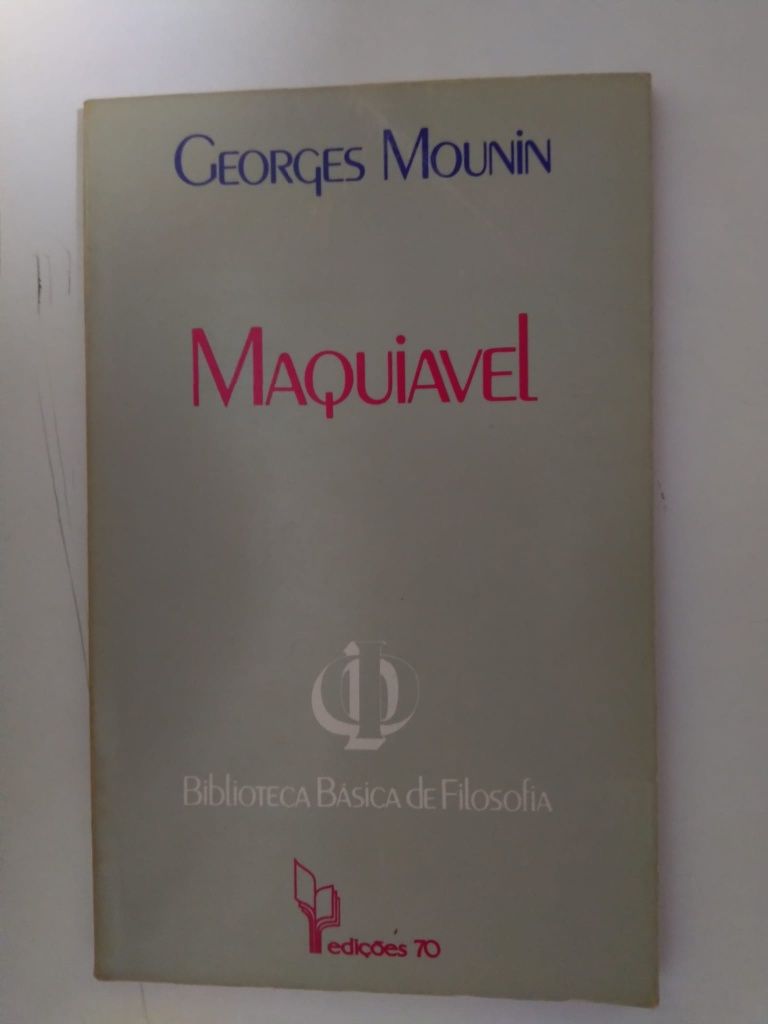 Georges Mounin
Maquiavel
Biblioteca Básica de Filosofia
edições 70